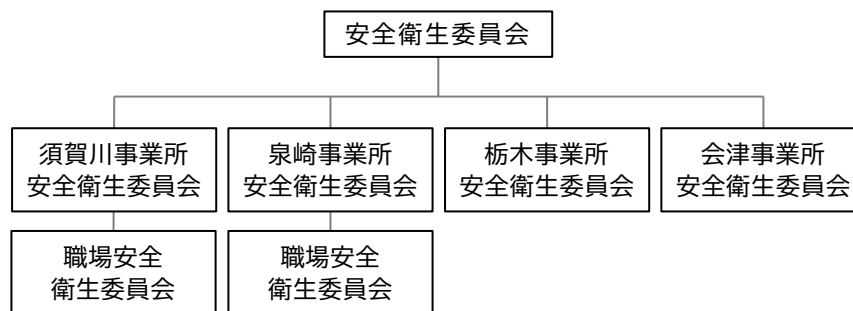 安全衛生委員会
須賀川事業所
安全衛生委員会
泉崎事業所
安全衛生委員会
栃木事業所
安全衛生委員会
会津事業所
安全衛生委員会
職場安全
衛生委員会
職場安全
衛生委員会